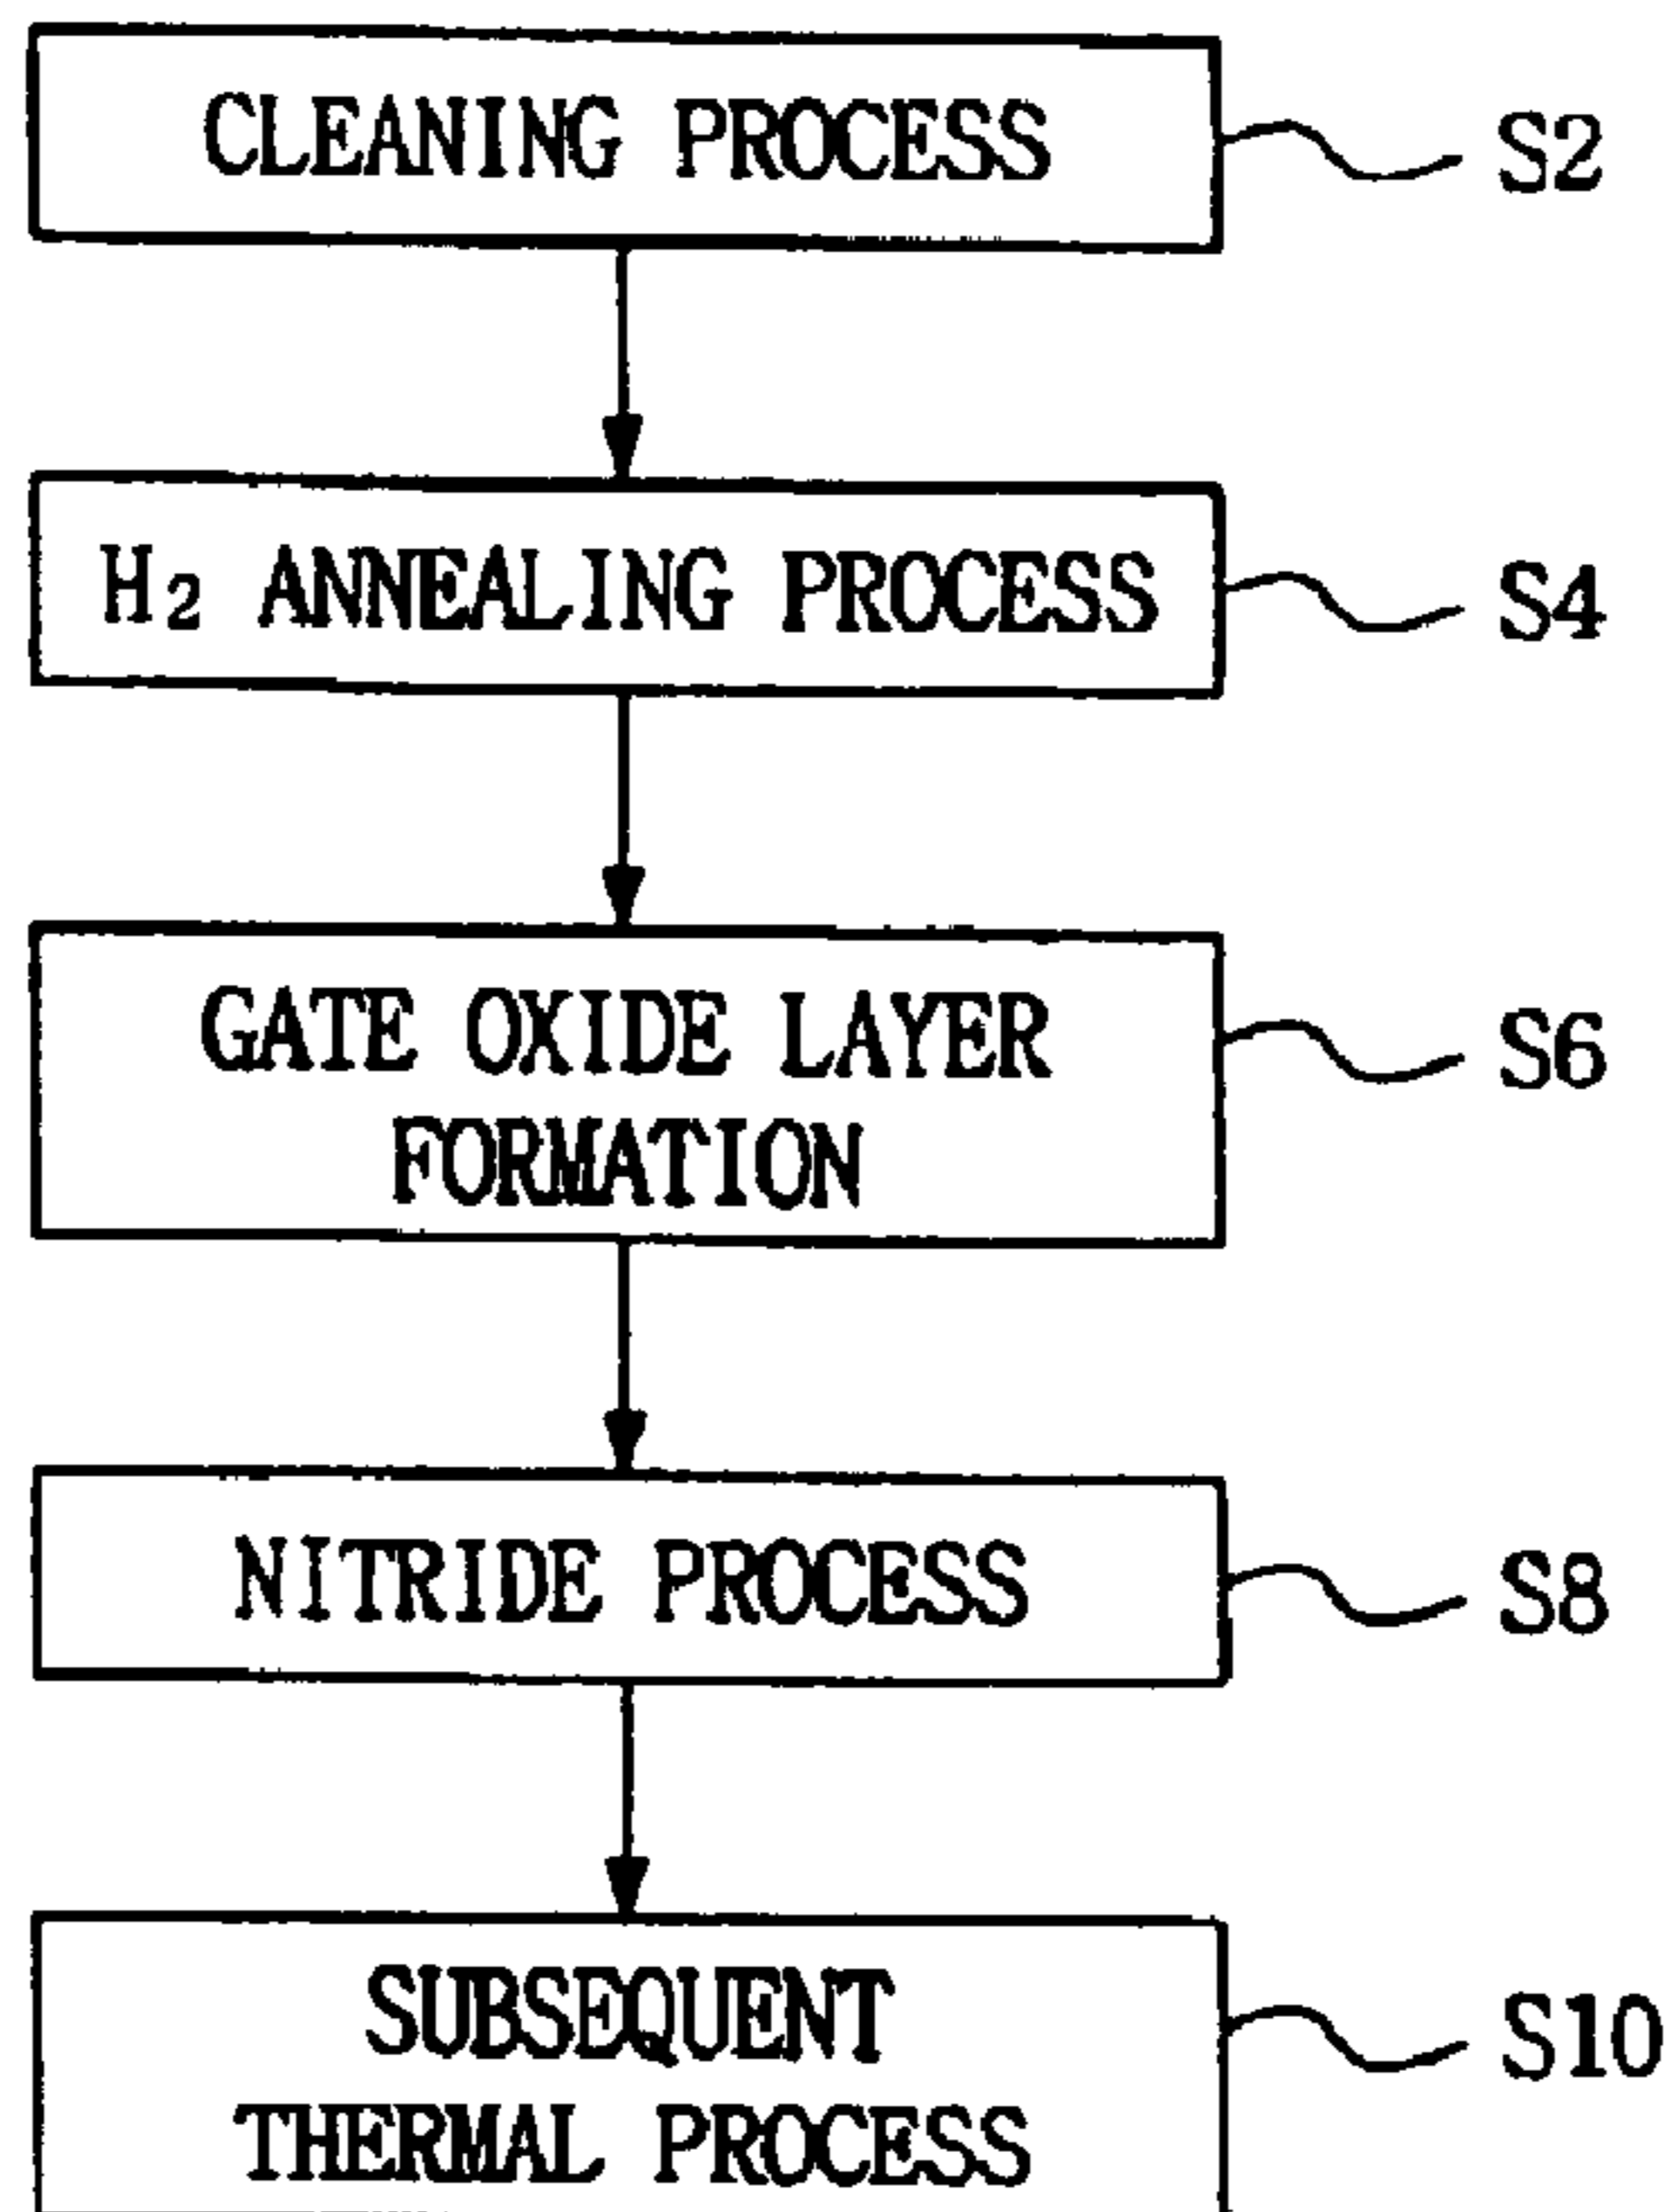 CLEANING PROCESS
S2
H₂ ANNEALING PROCESS
S4
GATE OXIDE LAYER
FORMATION
S6
NITRIDE PROCESS
S8
SUBSEQUENT
THERMAL PROCESS
S10